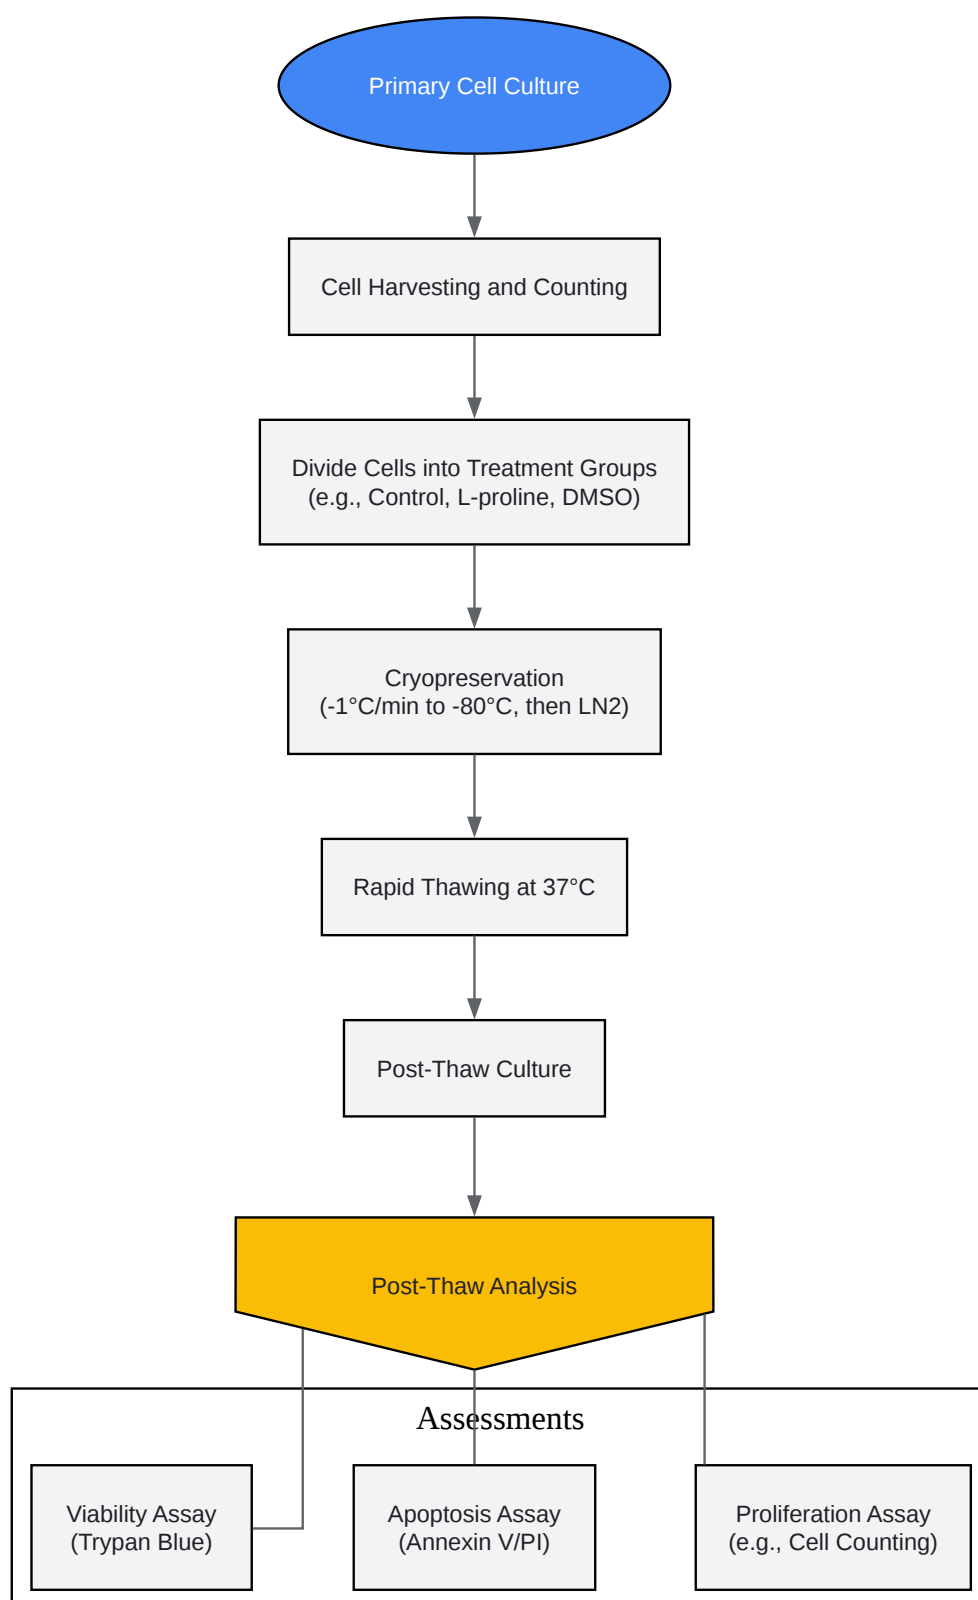 Primary Cell Culture
Cell Harvesting and Counting
Divide Cells into Treatment Groups
(e.g., Control, L-proline, DMSO)
Cryopreservation
(-1°C/min to -80°C, then LN2)
Rapid Thawing at 37°C
Post-Thaw Culture
Post-Thaw Analysis
Assessments
Viability Assay
(Trypan Blue)
Apoptosis Assay
(Annexin V/PI)
Proliferation Assay
(e.g., Cell Counting)